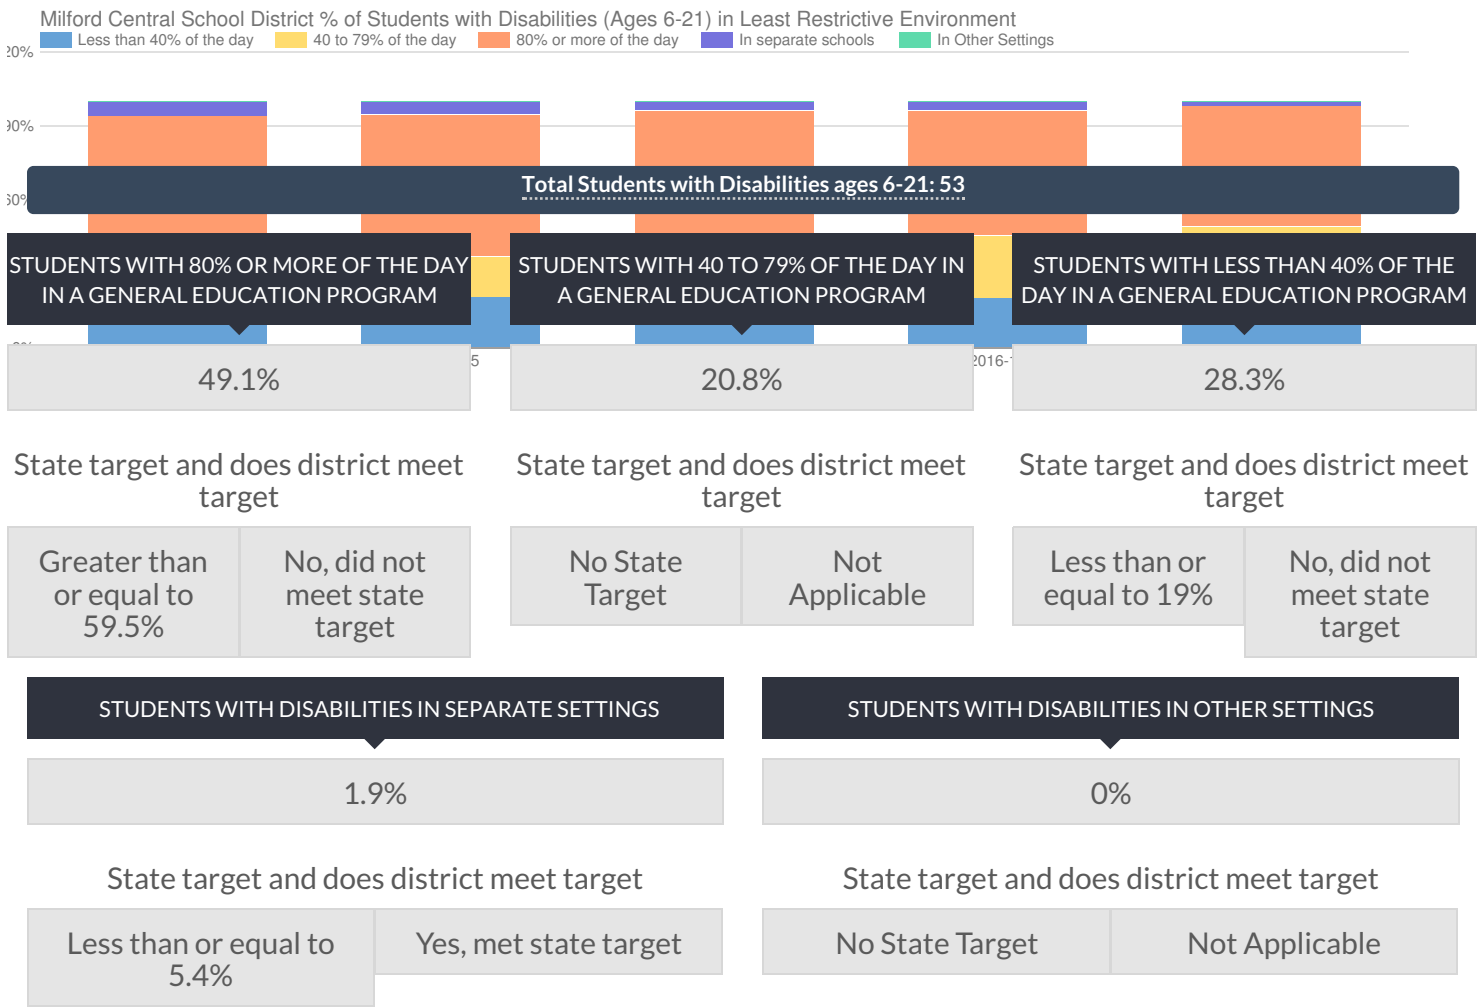 Milford Central School District % of Students with Disabilities (Ages 6-21) in Least Restrictive Environment
Less than 40% of the day 40 to 79% of the day 80% or more of the day In separate schools In Other Settings
20%
90%
60%
Total Students with Disabilities ages 6-21: 53
STUDENTS WITH 80% OR MORE OF THE DAY
IN A GENERAL EDUCATION PROGRAM
STUDENTS WITH 40 TO 79% OF THE DAY IN
A GENERAL EDUCATION PROGRAM
STUDENTS WITH LESS THAN 40% OF THE
DAY IN A GENERAL EDUCATION PROGRAM
5
2016-1
49.1%
20.8%
28.3%
State target and does district meet
target
State target and does district meet
target
State target and does district meet
target
Greater than
or equal to
59.5%
No, did not
meet state
target
No State
Target
Not
Applicable
Less than or
equal to 19%
No, did not
meet state
target
STUDENTS WITH DISABILITIES IN SEPARATE SETTINGS
STUDENTS WITH DISABILITIES IN OTHER SETTINGS
1.9%
0%
State target and does district meet target
State target and does district meet target
Less than or equal to
5.4%
Yes, met state target
No State Target
Not Applicable